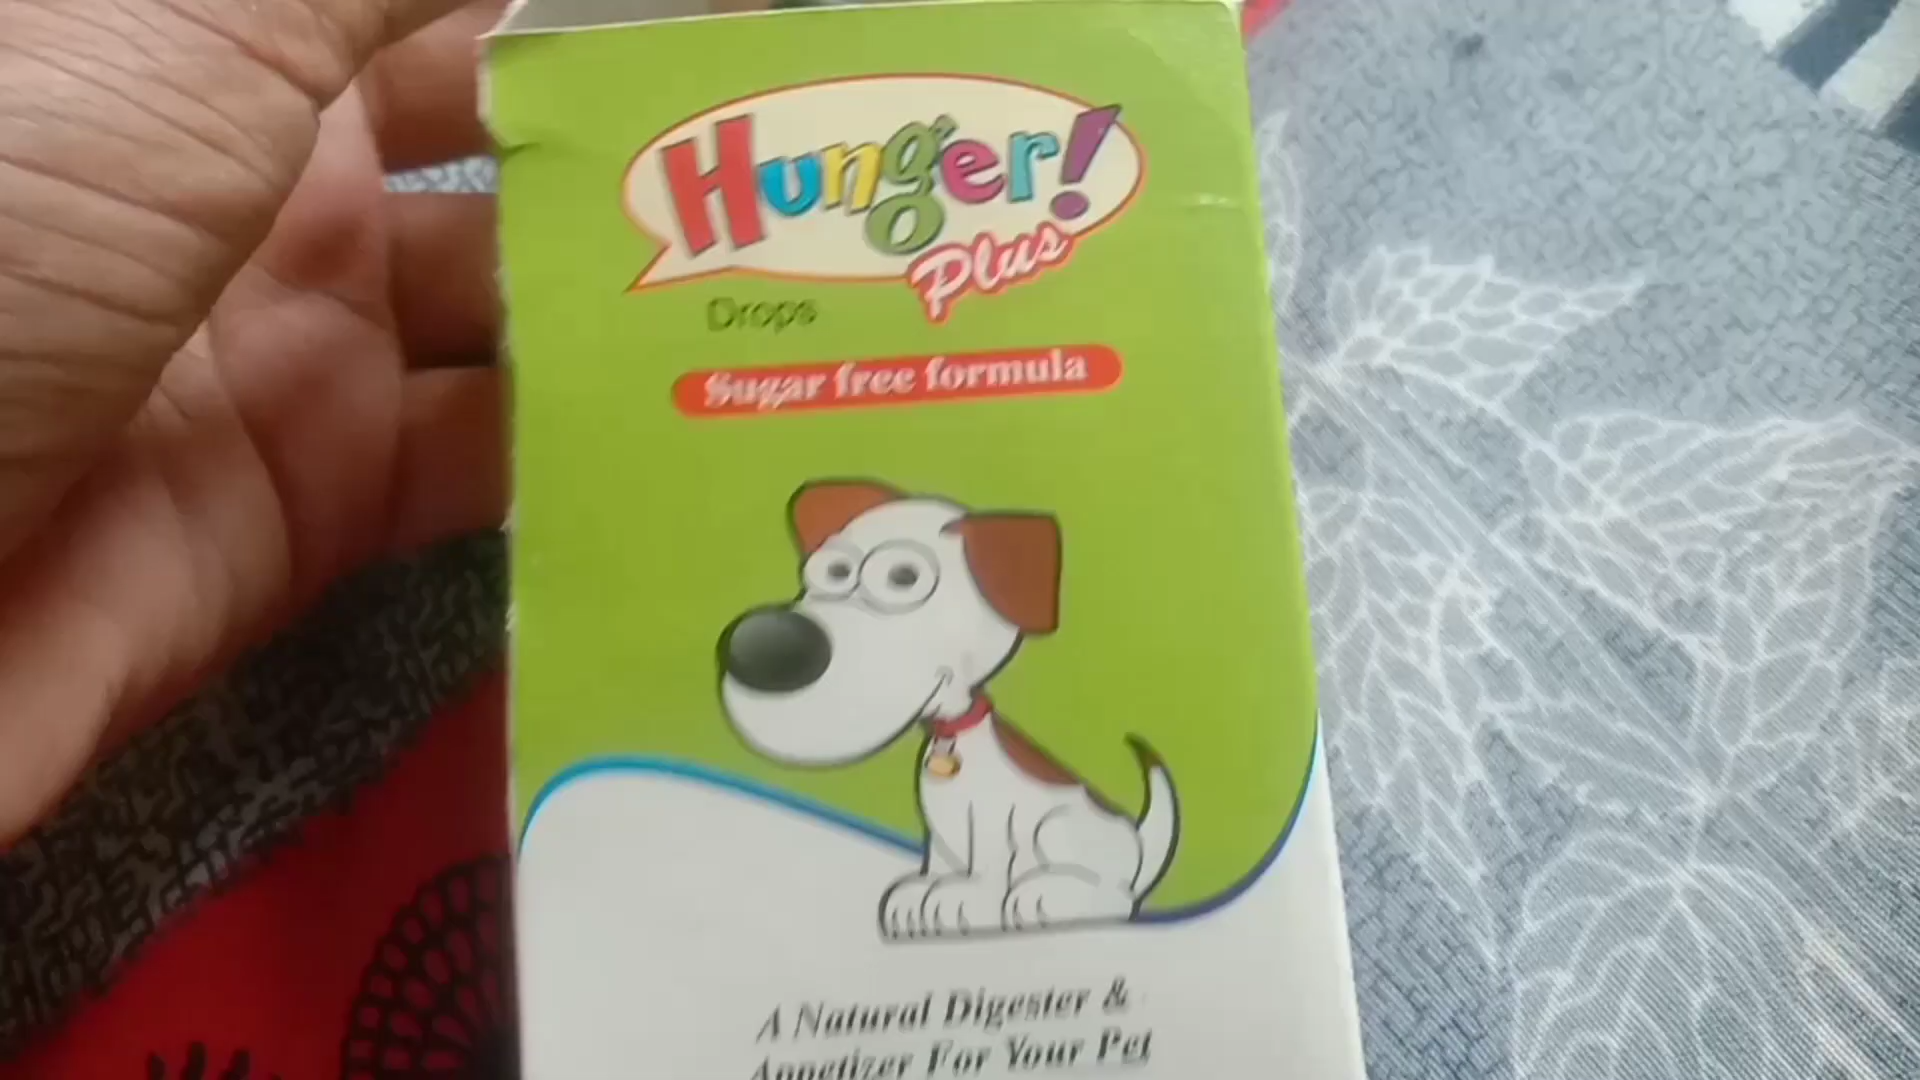 Hunger!
Plus
Drops
Sugar free formula
A Natural Digester &
Appetizer For Your Pet